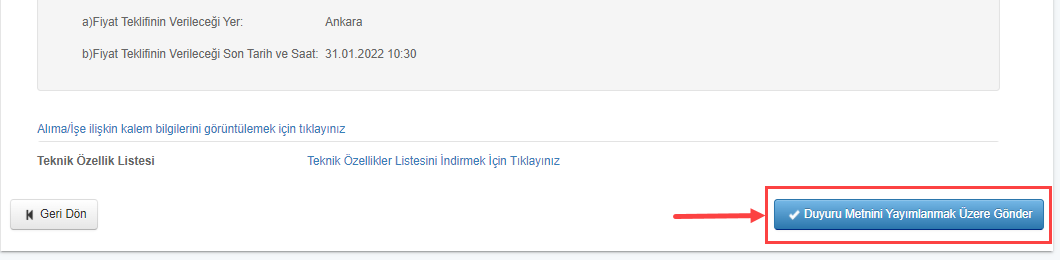 a)Fiyat Teklifinin Verileceği Yer: Ankara
b)Fiyat Teklifinin Verileceği Son Tarih ve Saat: 31.01.2022 10:30
Alıma/İşe ilişkin kalem bilgilerini görüntülemek için tıklayınız
Teknik Özellik Listesi Teknik Özellikler Listesini İndirmek İçin Tıklayınız
Geri Dön Duyuru Metnini Yayımlanmak Üzere Gönder